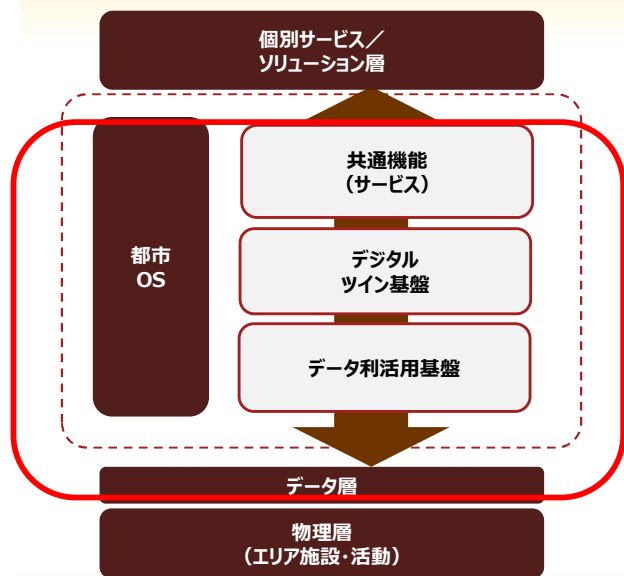 個別サービス／
ソリューション層
共通機能
（サービス）
都市
OS
デジタル
ツイン基盤
データ利活用基盤
データ層
物理層
（エリア施設・活動）